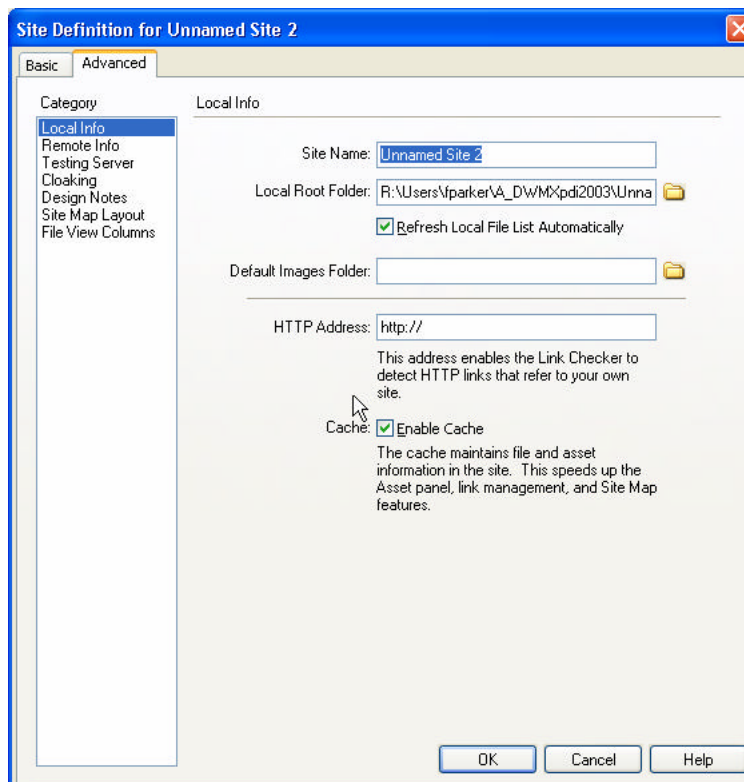 Site Definition for Unnamed Site 2
Basic
Advanced
Category
Local Info
Remote Info
Testing Server
Cloaking
Design Notes
Site Map Layout
File View Columns
Local Info
Site Name: Unnamed Site 2
Local Root Folder: R:\Users\fparker\A_DWMXpdi2003\Unna
Refresh Local File List Automatically
Default Images Folder:
HTTP Address: http://
This address enables the Link Checker to
detect HTTP links that refer to your own
site.
Cache: Enable Cache
The cache maintains file and asset
information in the site. This speeds up the
Asset panel, link management, and Site Map
features.
OK
Cancel
Help